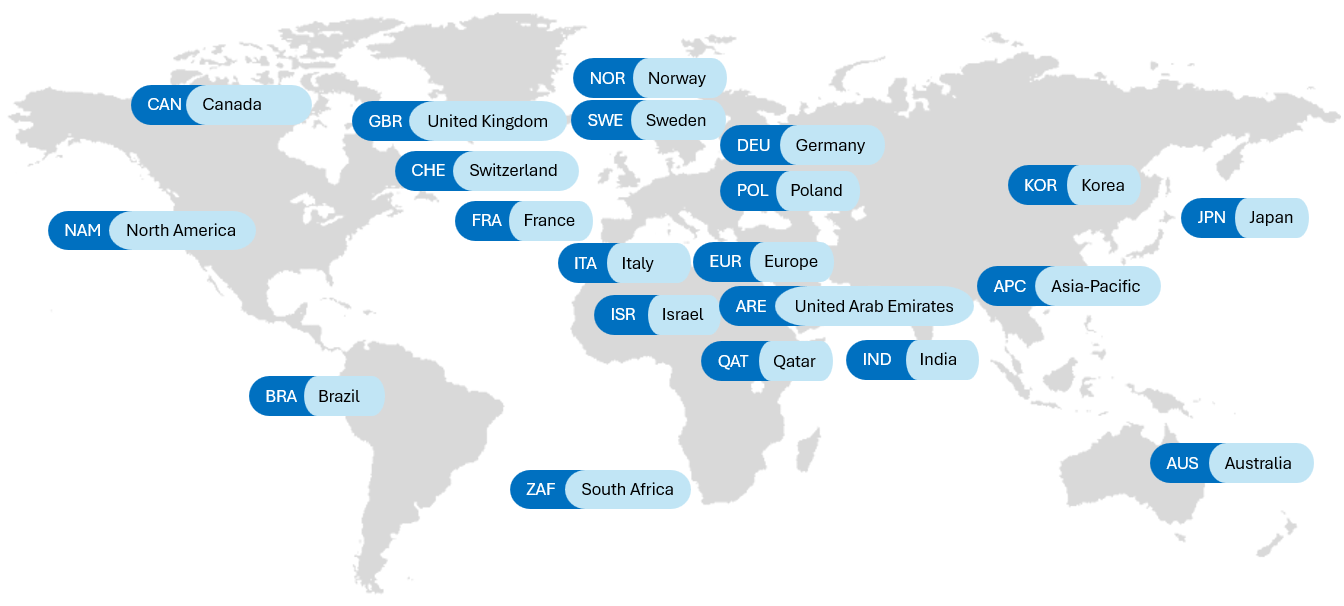 NOR Norway
CAN Canada
GBR United Kingdom
SWE Sweden
DEU Germany
CHE Switzerland
POL Poland
KOR Korea
FRA France
JPN Japan
NAM North America
ITA Italy
EUR Europe
APC Asia-Pacific
ISR Israel
ARE United Arab Emirates
QAT Qatar
IND India
BRA Brazil
AUS Australia
ZAF South Africa